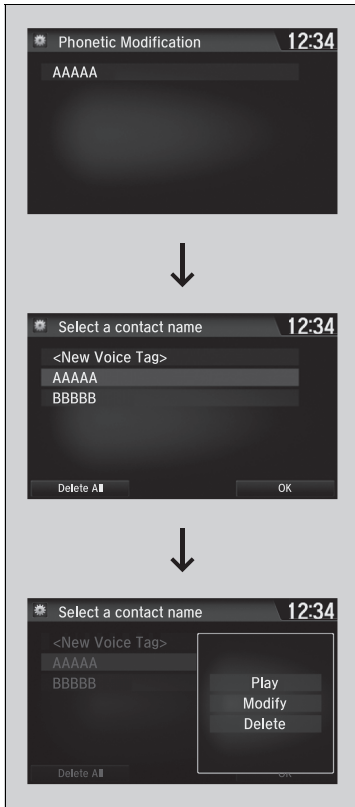 Phonetic Modification 12:34
AAAAA
Select a contact name 12:34
<New Voice Tag>
AAAAA
BBBBB
Delete All OK
Select a contact name 12:34
<New Voice Tag>
AAAAA
BBBBB
Play
Modify
Delete
Delete All OK